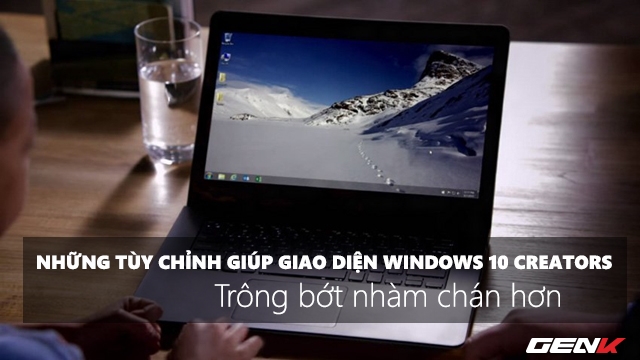 NHỮNG TÙY CHỈNH GIÚP GIAO DIỆN WINDOWS 10 CREATORS
Trông bớt nhàm chán hơn
GENK